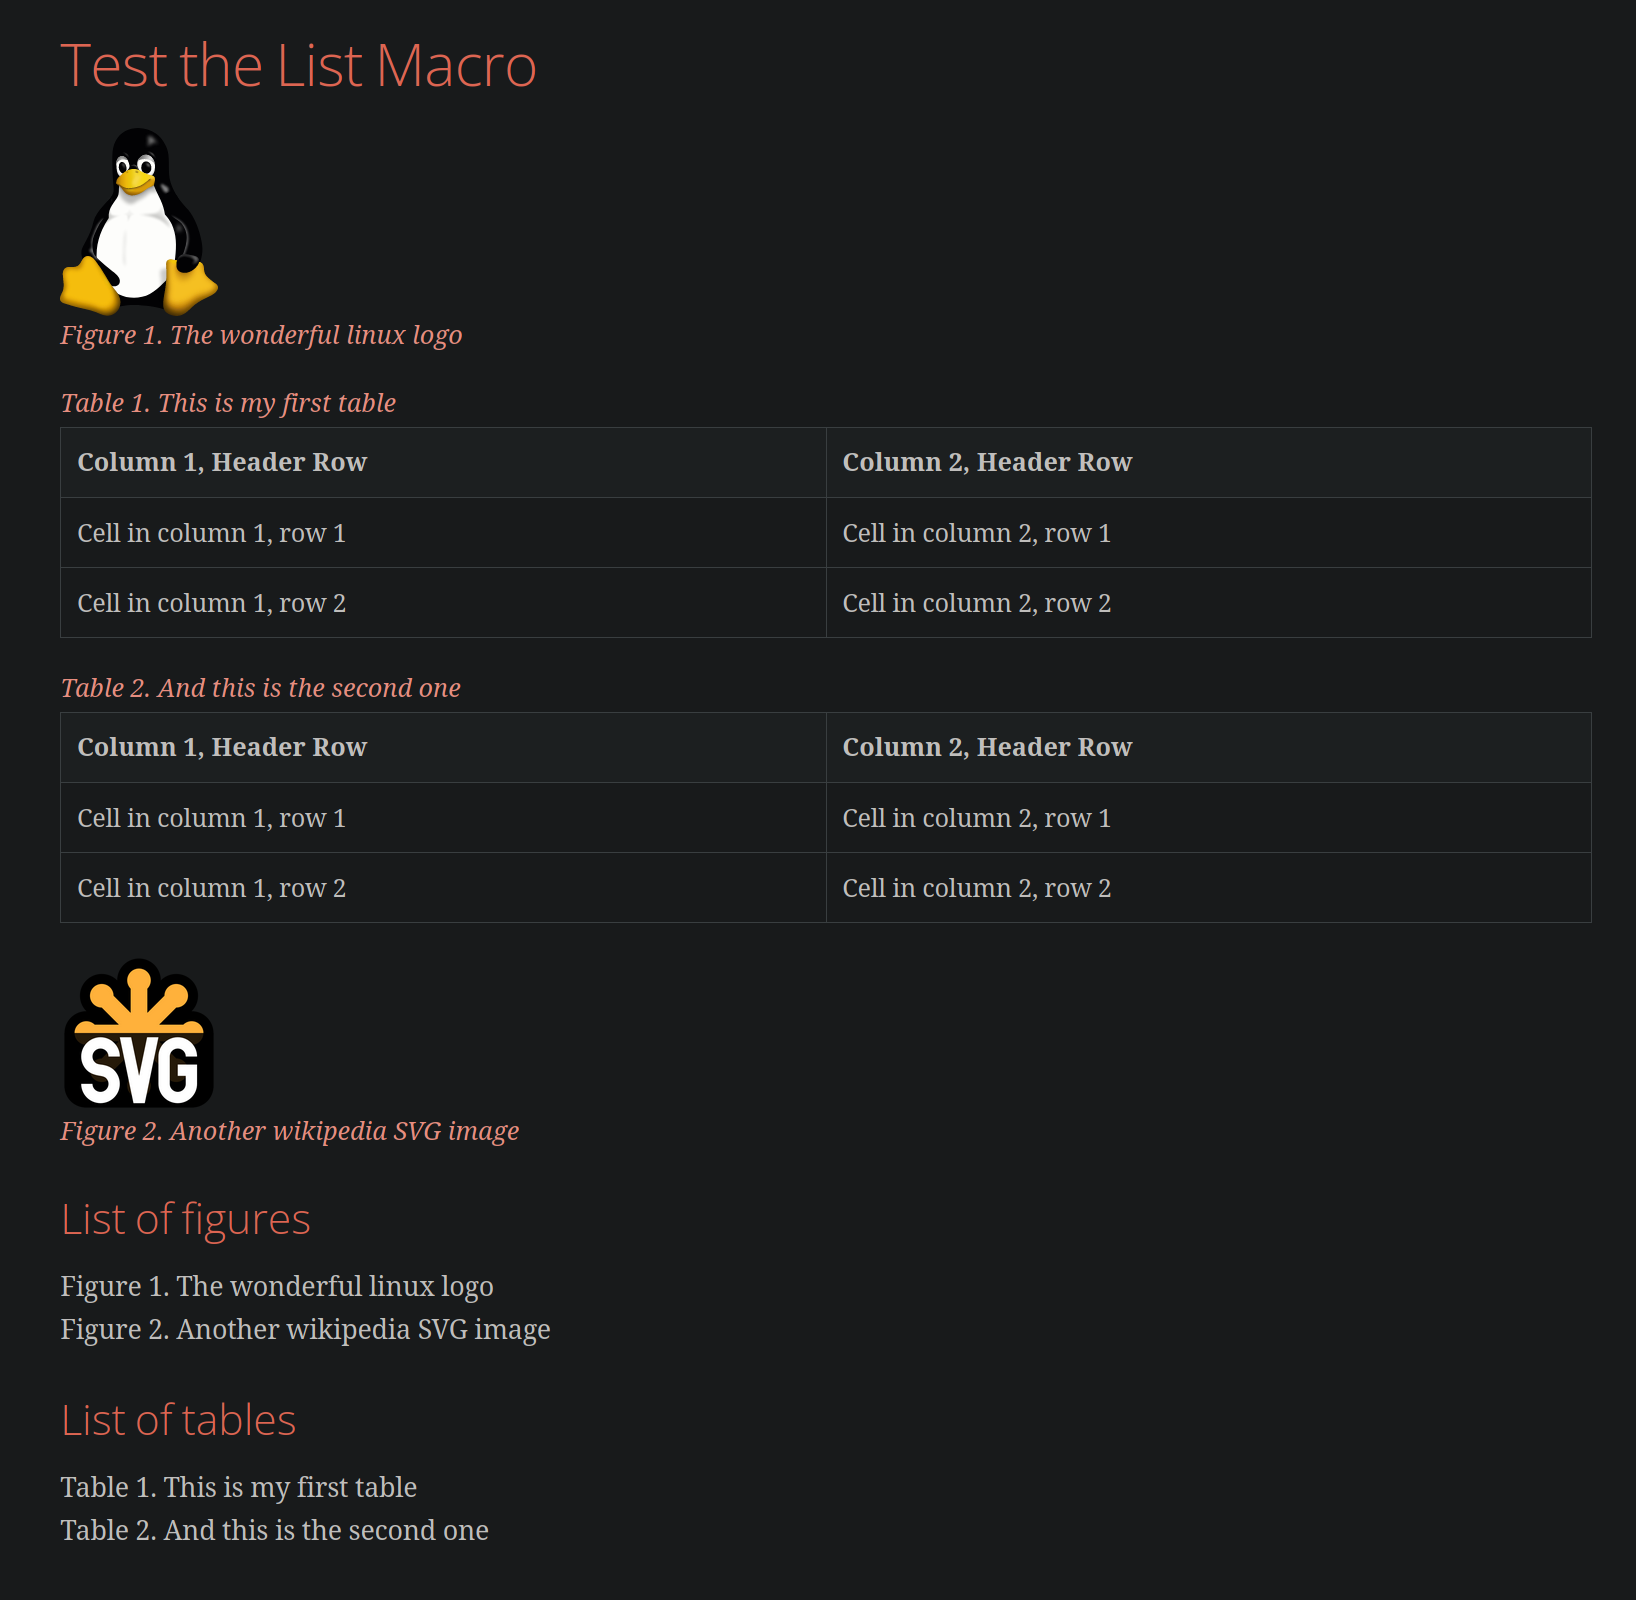 Test the List Macro
Figure 1. The wonderful linux logo
Table 1. This is my first table
Column 1, Header Row Column 2, Header Row
Cell in column 1, row 1 Cell in column 2, row 1
Cell in column 1, row 2 Cell in column 2, row 2
Table 2. And this is the second one
Column 1, Header Row Column 2, Header Row
Cell in column 1, row 1 Cell in column 2, row 1
Cell in column 1, row 2 Cell in column 2, row 2
SVG
Figure 2. Another wikipedia SVG image
List of figures
Figure 1. The wonderful linux logo
Figure 2. Another wikipedia SVG image
List of tables
Table 1. This is my first table
Table 2. And this is the second one